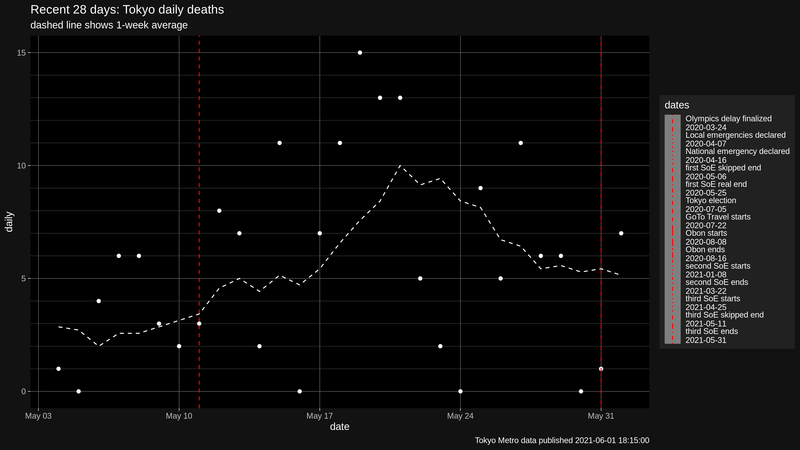 Recent 28 days: Tokyo daily deaths
dashed line shows 1-week average
15
10
5
0
daily
May 03
May 10
May 17
May 24
May 31
date
dates
Olympics delay finalized
2020-03-24
Local emergencies declared
2020-04-07
National emergency declared
2020-04-16
first SoE skipped end
2020-05-06
first SoE real end
2020-05-25
Tokyo election
2020-07-05
GoTo Travel starts
2020-07-22
Obon starts
2020-08-08
Obon ends
2020-08-16
second SoE starts
2021-01-08
second SoE ends
2021-03-22
third SoE starts
2021-04-25
third SoE skipped end
2021-05-11
third SoE ends
2021-05-31
Tokyo Metro data published 2021-06-01 18:15:00